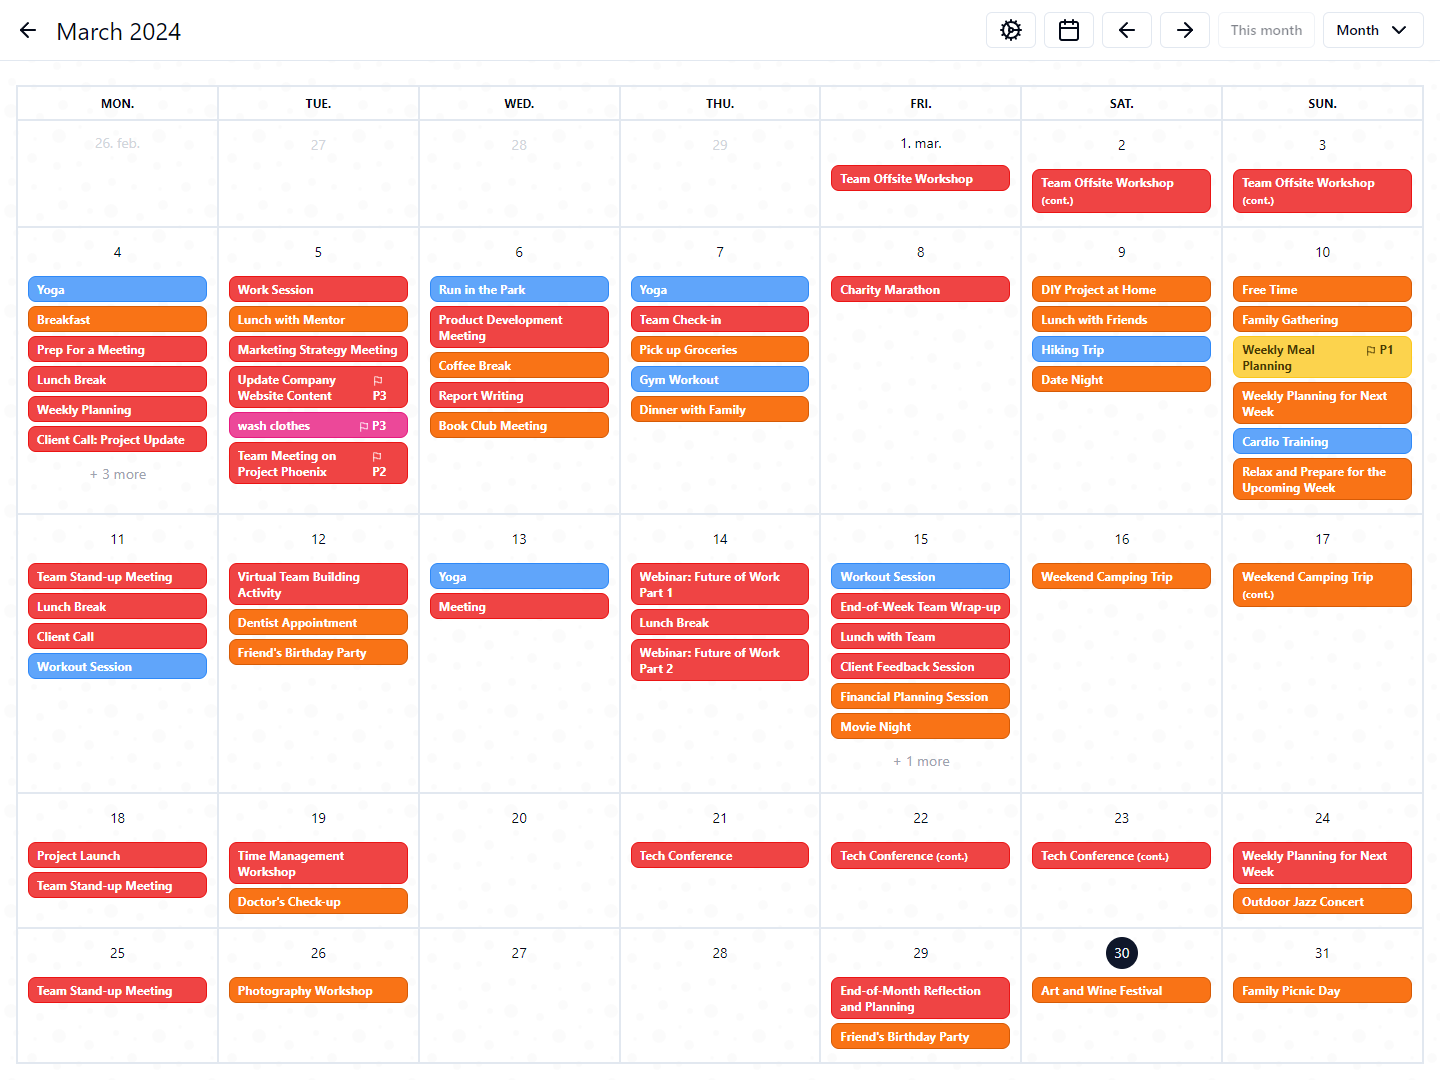 March 2024
This month
Month
MON.
TUE.
WED.
THU.
FRI.
SAT.
SUN.
26. feb.
27
28
29
1. mar.
Team Offsite Workshop
2
Team Offsite Workshop
(cont.)
3
Team Offsite Workshop
(cont.)
4
Yoga
Breakfast
Prep For a Meeting
Lunch Break
Weekly Planning
Client Call: Project Update
+ 3 more
5
Work Session
Lunch with Mentor
Marketing Strategy Meeting
Update Company
Website Content
P3
wash clothes
P3
Team Meeting on
Project Phoenix
P2
6
Run in the Park
Product Development
Meeting
Coffee Break
Report Writing
Book Club Meeting
7
Yoga
Team Check-in
Pick up Groceries
Gym Workout
Dinner with Family
8
Charity Marathon
9
DIY Project at Home
Lunch with Friends
Hiking Trip
Date Night
10
Free Time
Family Gathering
Weekly Meal
Planning
P1
Weekly Planning for Next
Week
Cardio Training
Relax and Prepare for the
Upcoming Week
11
Team Stand-up Meeting
Lunch Break
Client Call
Workout Session
12
Virtual Team Building
Activity
Dentist Appointment
Friend's Birthday Party
13
Yoga
Meeting
14
Webinar: Future of Work
Part 1
Lunch Break
Webinar: Future of Work
Part 2
15
Workout Session
End-of-Week Team Wrap-up
Lunch with Team
Client Feedback Session
Financial Planning Session
Movie Night
+ 1 more
16
Weekend Camping Trip
17
Weekend Camping Trip
(cont.)
18
Project Launch
Team Stand-up Meeting
19
Time Management
Workshop
Doctor's Check-up
20
21
Tech Conference
22
Tech Conference (cont.)
23
Tech Conference (cont.)
24
Weekly Planning for Next
Week
Outdoor Jazz Concert
25
Team Stand-up Meeting
26
Photography Workshop
27
28
29
End-of-Month Reflection
and Planning
Friend's Birthday Party
30
Art and Wine Festival
31
Family Picnic Day